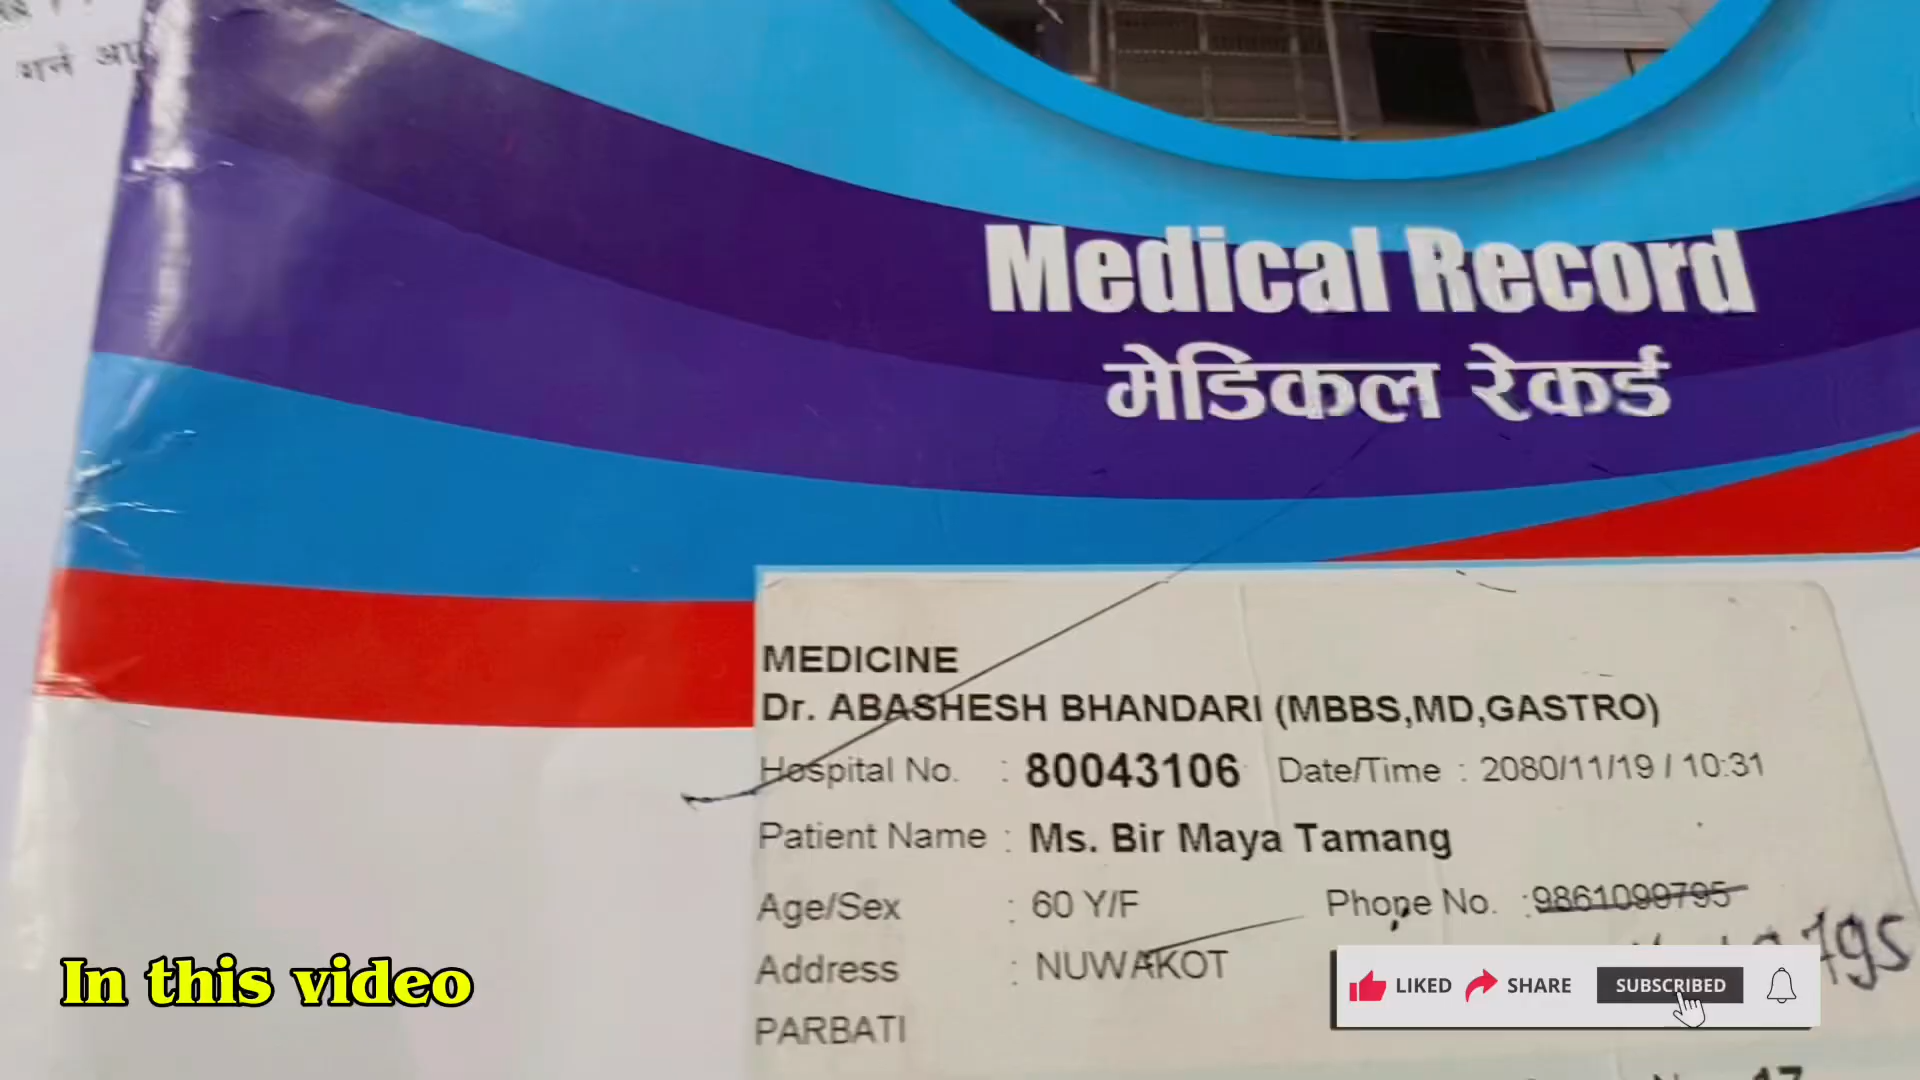 गर्न
Medical Record
मेडिकल रेकर्ड
MEDICINE
Dr. ABASHESH BHANDARI (MBBS,MD,GASTRO)
Hospital No. : 80043106 Date/Time : 2080/11/19 / 10:31
Patient Name : Ms. Bir Maya Tamang
Age/Sex : 60 Y/F Phone No. :9861099795
Address : NUWAKOT
PARBATI
In this video
LIKED SHARE SUBSCRIBED